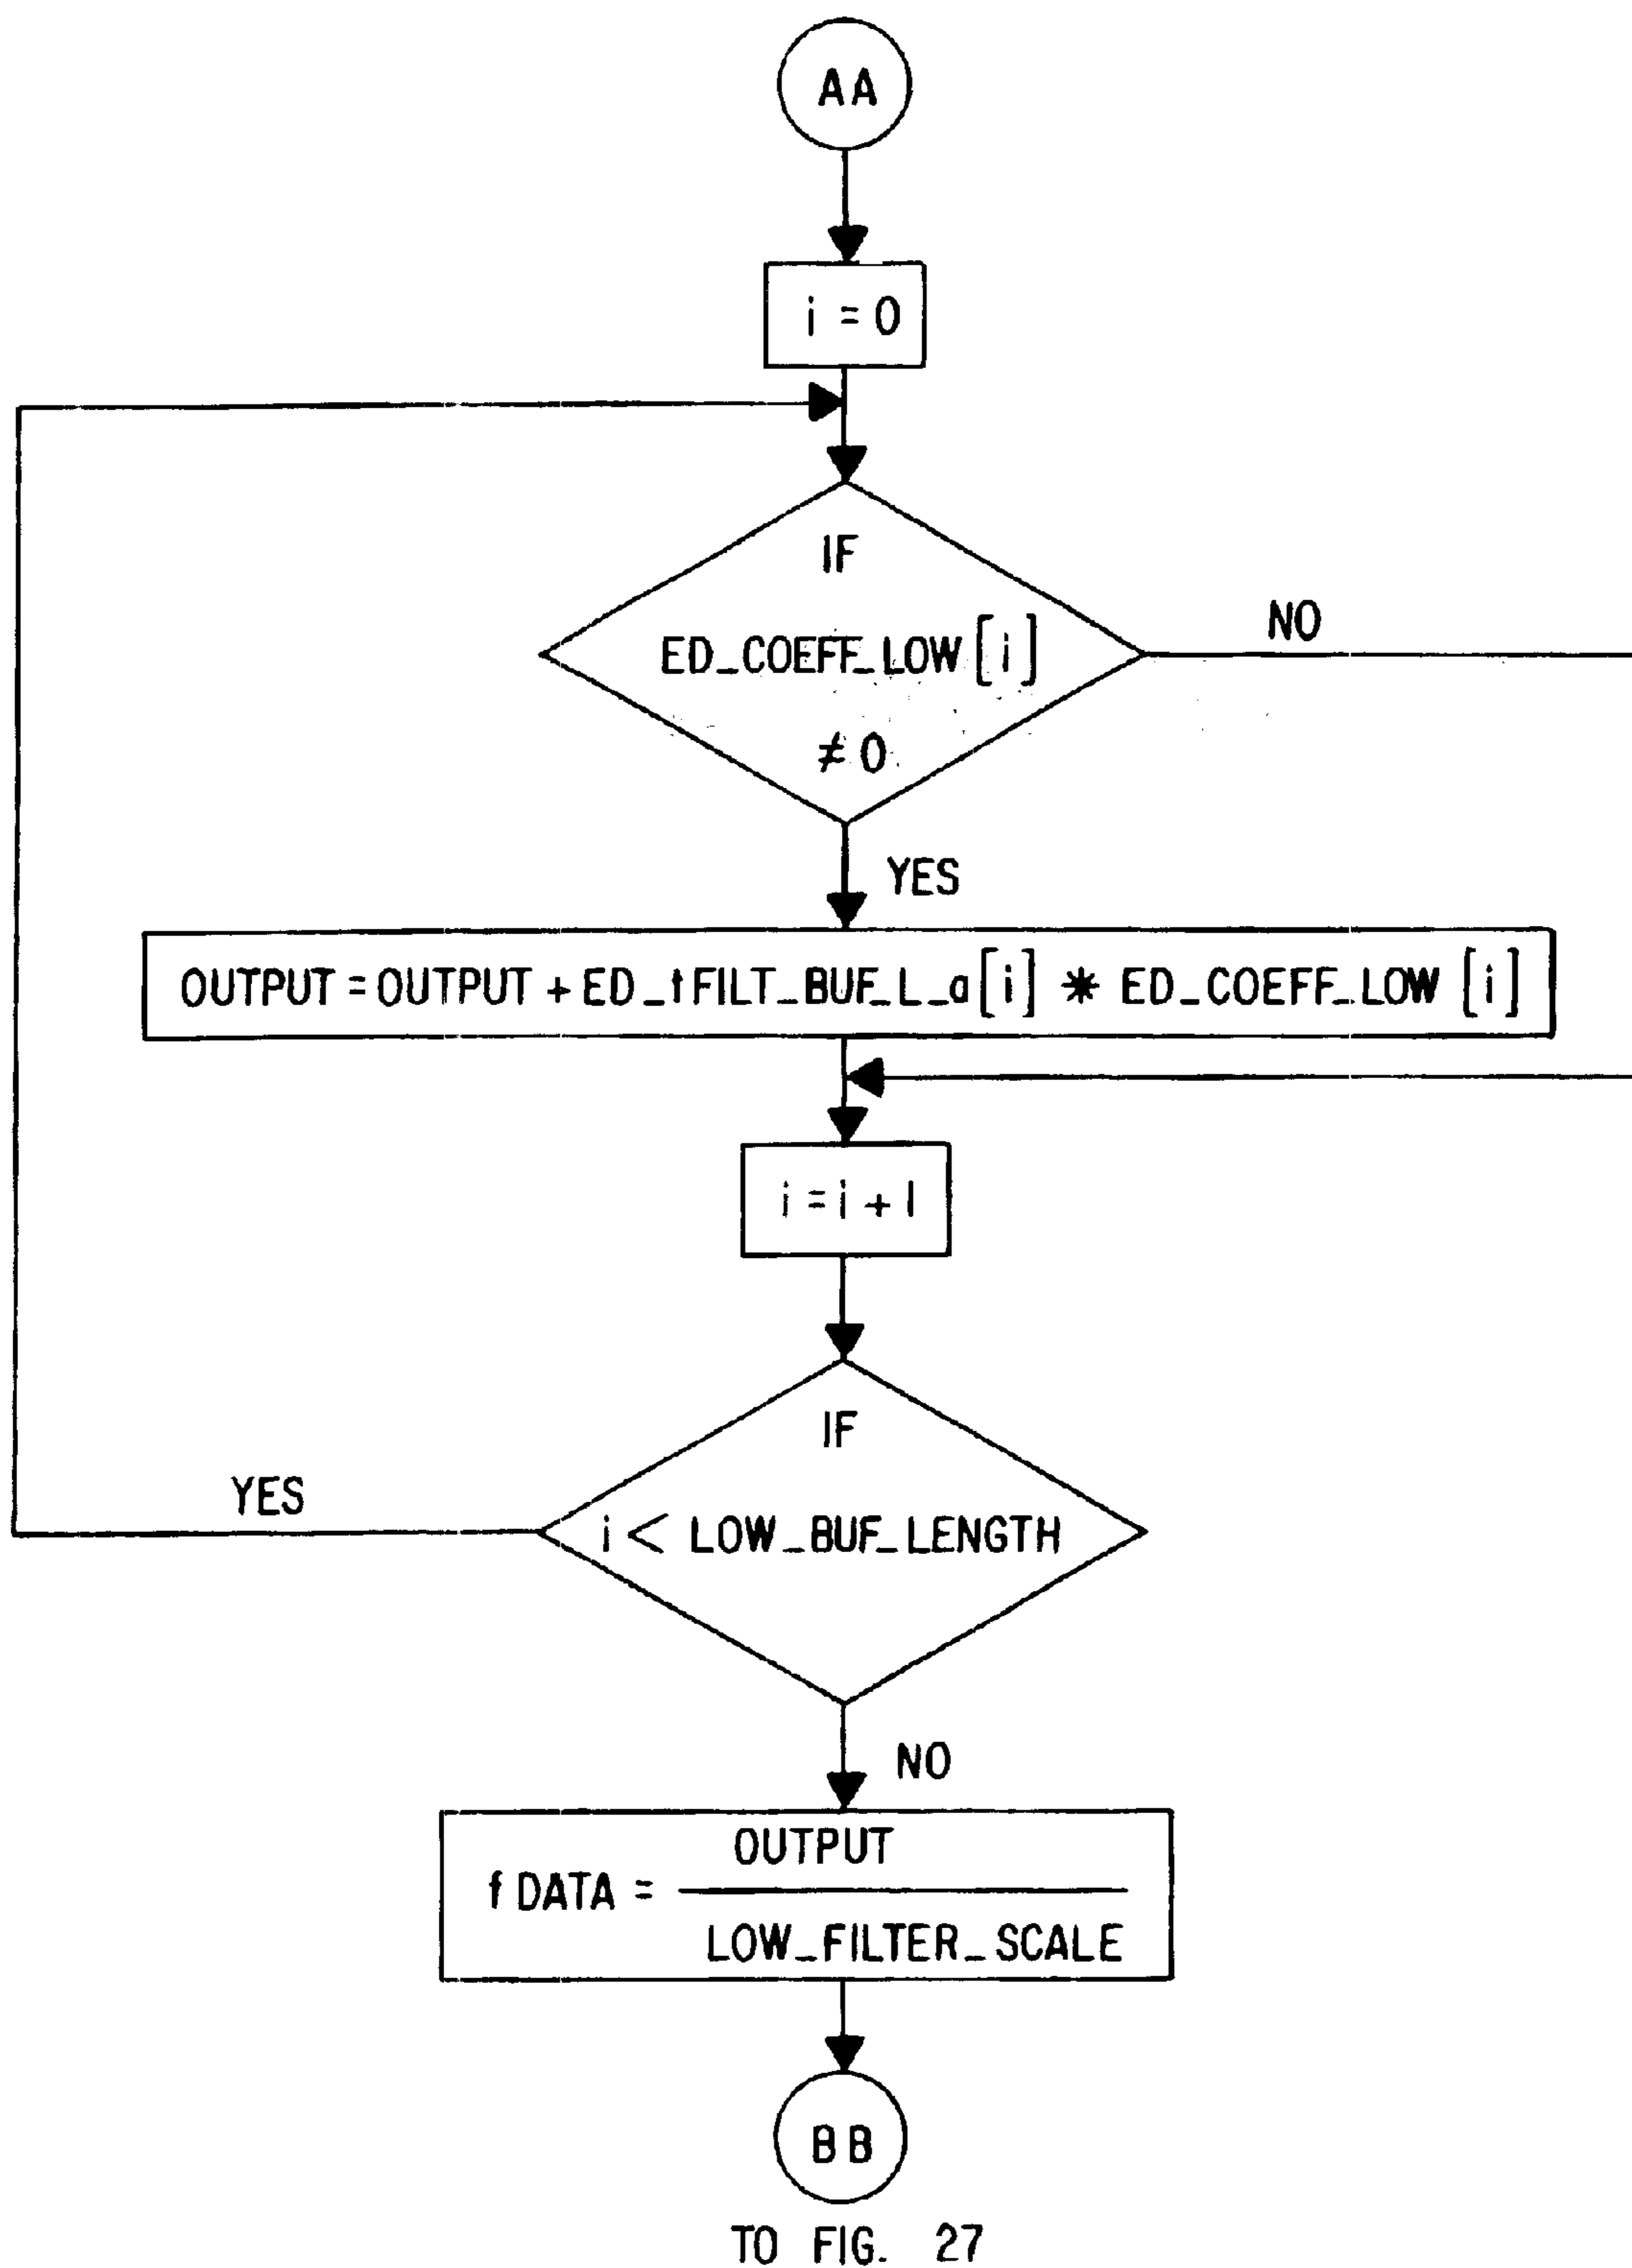 AA
i = 0
IF
ED_COEFF_LOW [i]
≠ 0
NO
YES
OUTPUT = OUTPUT + ED_fFILT_BUF_L_a[i] * ED_COEFF_LOW [i]
i = i + 1
IF
i < LOW_BUF_LENGTH
YES
NO
OUTPUT
f DATA =
LOW_FILTER_SCALE
BB
TO FIG. 27